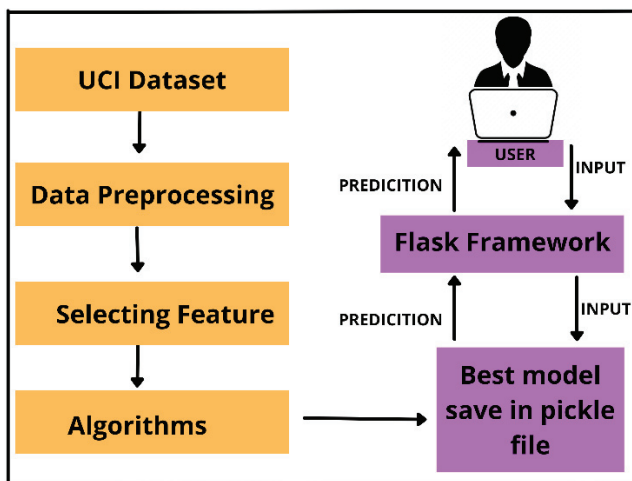 UCI Dataset
Data Preprocessing
Selecting Feature
Algorithms
USER
PREDICITION
INPUT
Flask Framework
PREDICITION
INPUT
Best model
save in pickle
file